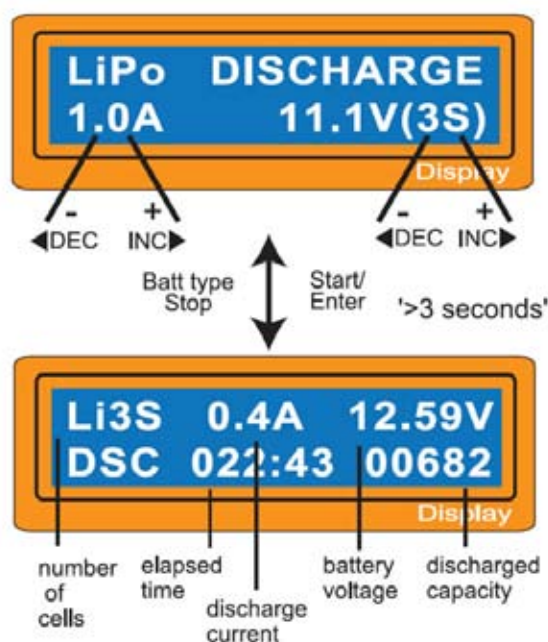 LiPo DISCHARGE
1.0A 11.1V(3S)
Display
- + - +
◀DEC INC▶ ◀DEC INC▶
Batt type Start/
Stop Enter '>3 seconds'
Li3S 0.4A 12.59V
DSC 022:43 00682
Display
number elapsed battery discharged
of time voltage capacity
cells discharge
current